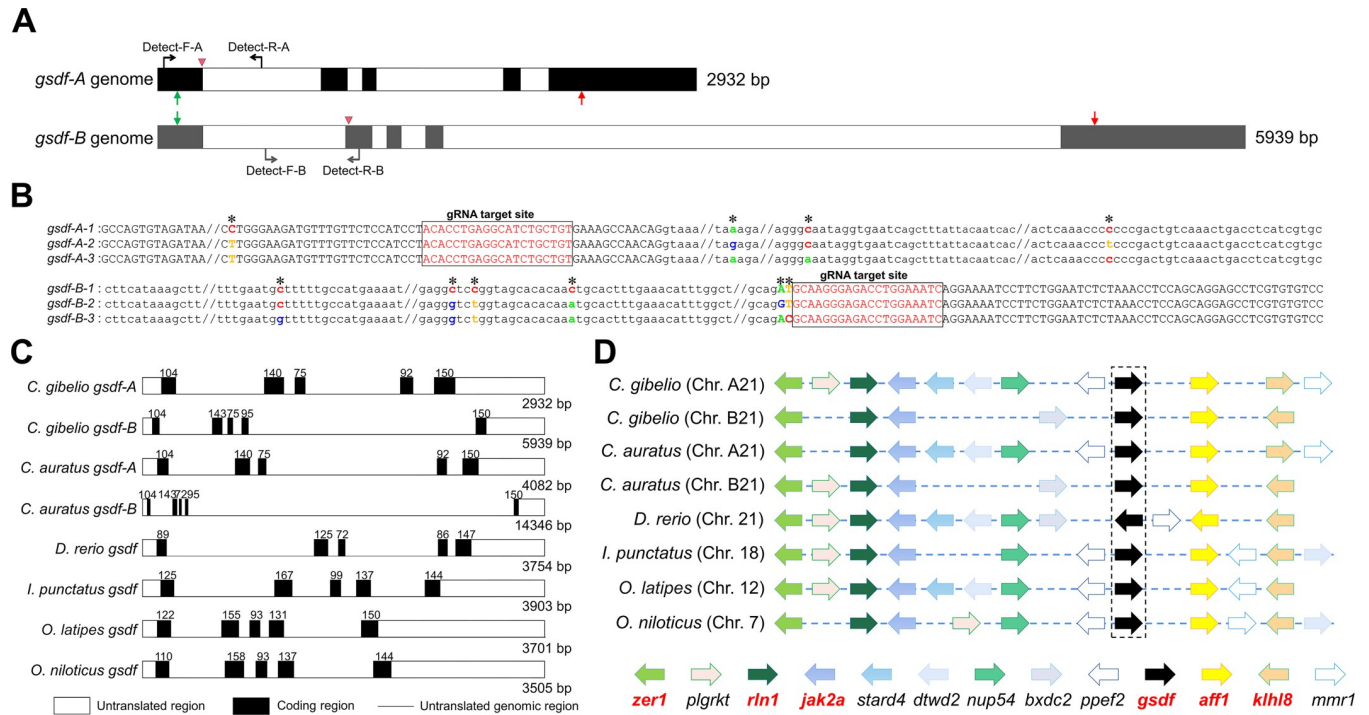 A
Detect-F-A
Detect-R-A
gsdf-A genome
2932 bp
gsdf-B genome
5939 bp
Detect-F-B
Detect-R-B
B
* gRNA target site * * *
gsdf-A-1 :GCCAGTGTAGATAA//CCTGGGAAGATGTTTGTTCTCCATCCTACACCTGAGGCATCTGCTGTGAAAGCCAACAGgtaaa//taaaga//agggcaataggtgaatcagctttattacaatcac//actcaaacccccccgactgtcaaactgacctcatcgtgc
gsdf-A-2 :GCCAGTGTAGATAA//CTTGGGAAGATGTTTGTTCTCCATCCTACACCTGAGGCATCTGCTGTGAAAGCCAACAGgtaaa//tagaga//agggcaataggtgaatcagctttattacaatcac//actcaaaccctcccgactgtcaaactgacctcatcgtgc
gsdf-A-3 :GCCAGTGTAGATAA//CTTGGGAAGATGTTTGTTCTCCATCCTACACCTGAGGCATCTGCTGTGAAAGCCAACAGgtaaa//taaaga//agggaaataggtgaatcagctttattacaatcac//actcaaacccccccgactgtcaaactgacctcatcgtgc
* * * * ** gRNA target site
gsdf-B-1 :cttcataaagctt//tttgaatgctttttgccatgaaaat//gagggctccggtagcacacaactgcactttgaaacatttggct//gcagATGCAAGGGAGACCTGGAAATCAGGAAAATCCTTCTGGAATCTCTAAACCTCCAGCAGGAGCCTCGTGTGTCC
gsdf-B-2 :cttcataaagctt//tttgaatgctttttgccatgaaaat//gagggtctggtagcacacaaatgcactttgaaacatttggct//gcagGTGCAAGGGAGACCTGGAAATCAGGAAAATCCTTCTGGAATCTCTAAACCTCCAGCAGGAGCCTCGTGTGTCC
gsdf-B-3 :cttcataaagctt//tttgaatggtttttgccatgaaaat//gagggtctggtagcacacaaatgcactttgaaacatttggct//gcagACGCAAGGGAGACCTGGAAATCAGGAAAATCCTTCTGGAATCTCTAAACCTCCAGCAGGAGCCTCGTGTGTCC
C
C. gibelio gsdf-A 104 140 75 92 150 2932 bp
C. gibelio gsdf-B 104 143 75 95 150 5939 bp
C. auratus gsdf-A 104 140 75 92 150 4082 bp
C. auratus gsdf-B 104 143 72 95 150 14346 bp
D. rerio gsdf 89 125 72 86 147 3754 bp
I. punctatus gsdf 125 167 99 137 144 3903 bp
O. latipes gsdf 122 155 93 131 150 3701 bp
O. niloticus gsdf 110 158 93 137 144 3505 bp
Untranslated region Coding region Untranslated genomic region
D
C. gibelio (Chr. A21)
C. gibelio (Chr. B21)
C. auratus (Chr. A21)
C. auratus (Chr. B21)
D. rerio (Chr. 21)
I. punctatus (Chr. 18)
O. latipes (Chr. 12)
O. niloticus (Chr. 7)
zer1 plgrkt rln1 jak2a stard4 dtwd2 nup54 bxdc2 ppef2 gsdf aff1 klhl8 mmr1